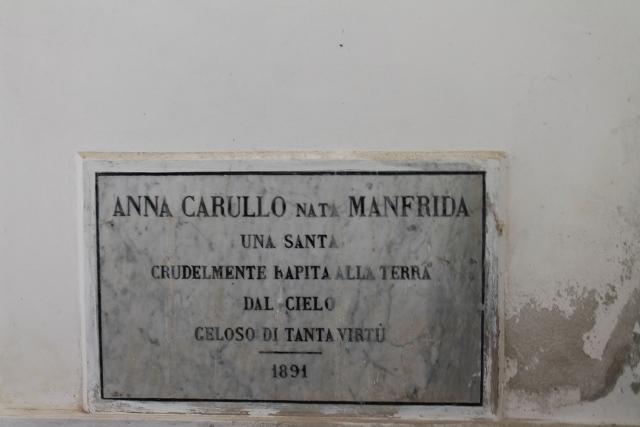 ANNA CARULLO NATA MANFRIDA
UNA SANTA
CRUDELMENTE RAPITA ALLA TERRA
DAL CIELO
GELOSO DI TANTA VIRTÙ
1891